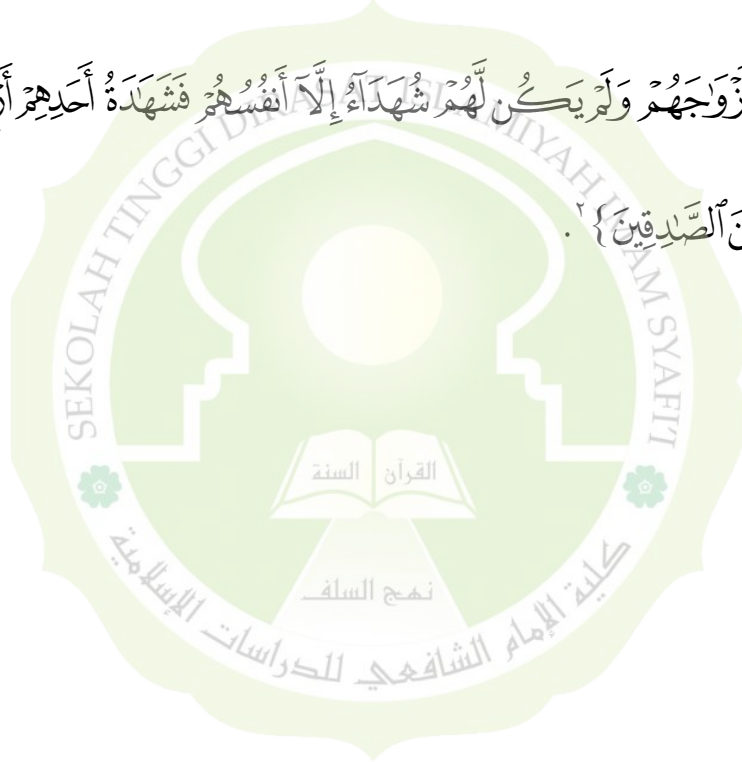 أَزْوَٰجَهُمْ وَلَمْ يَكُن لَّهُمْ شُهَدَآءُ إِلَّآ أَنفُسُهُمْ فَشَهَٰدَةُ أَحَدِهِمْ
ٱلصَّٰدِقِينَ } ٢ .
SEKOLAH TINGGI DIRASAT ISLAMIYAH IMAM SYAFI'I
القرآن السنة
نهج السلف
كلية الإمام الشافعي للدراسات الإسلامية